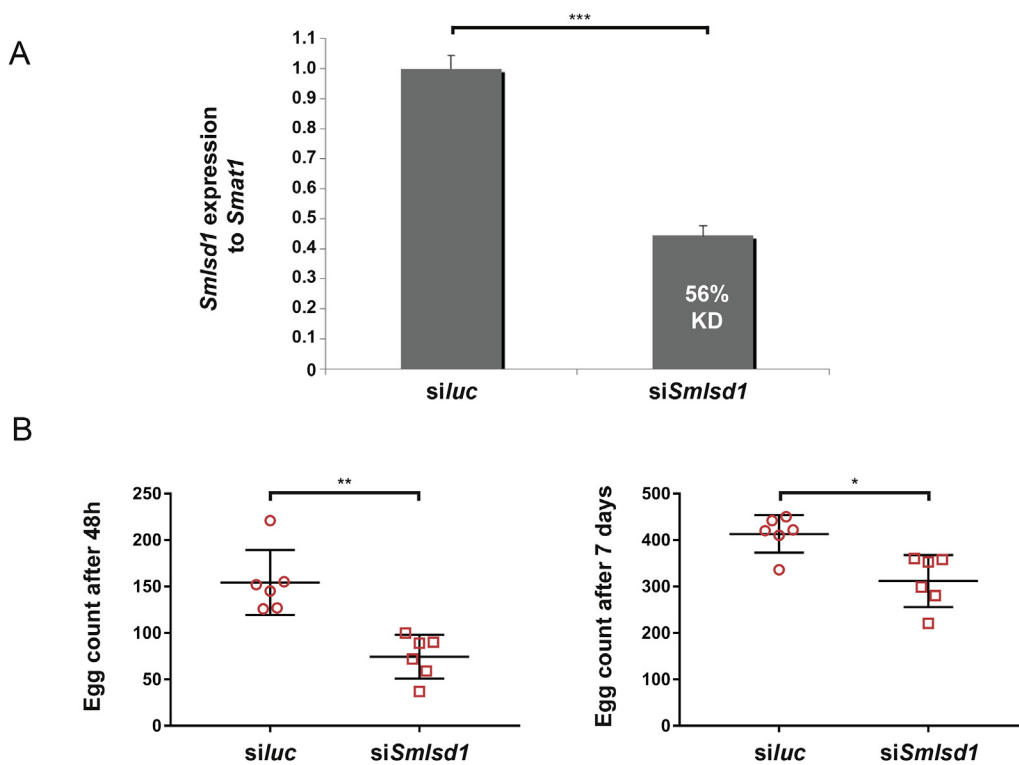 A
***
Smlsd1 expression
to Smat1
1.1
1.0
0.9
0.8
0.7
0.6
0.5
0.4
0.3
0.2
0.1
0
56%
KD
siluc
siSmlsd1
B
**
Egg count after 48h
250
200
150
100
50
0
siluc
siSmlsd1
*
Egg count after 7 days
500
400
300
200
100
0
siluc
siSmlsd1